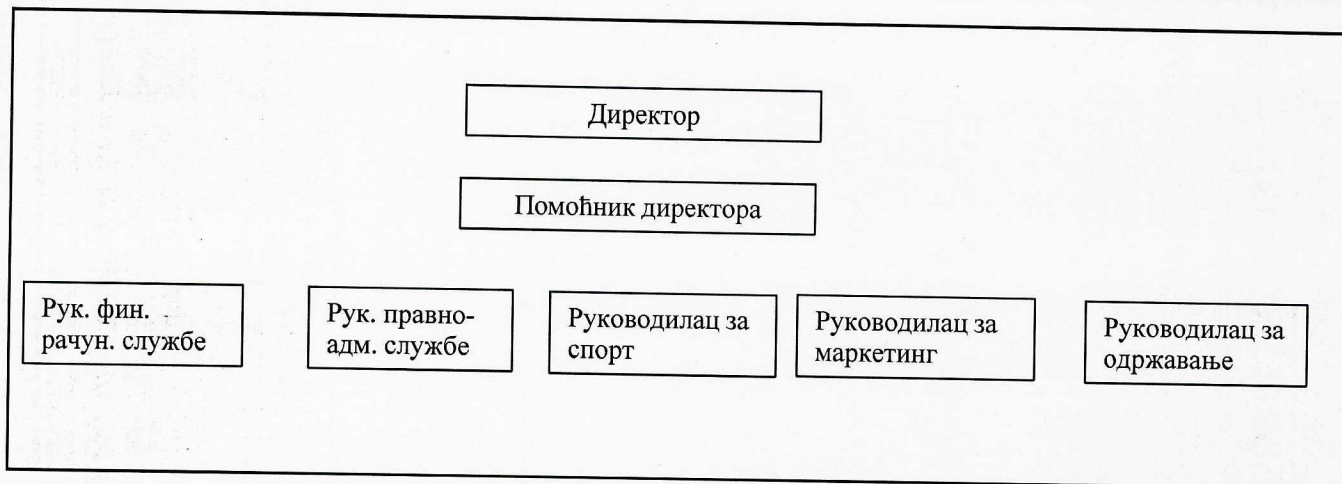 Директор
Помоћник директора
Рук. фин.
рачун. службе
Рук. правно-
адм. службе
Руководилац за
спорт
Руководилац за
маркетинг
Руководилац за
одржавање